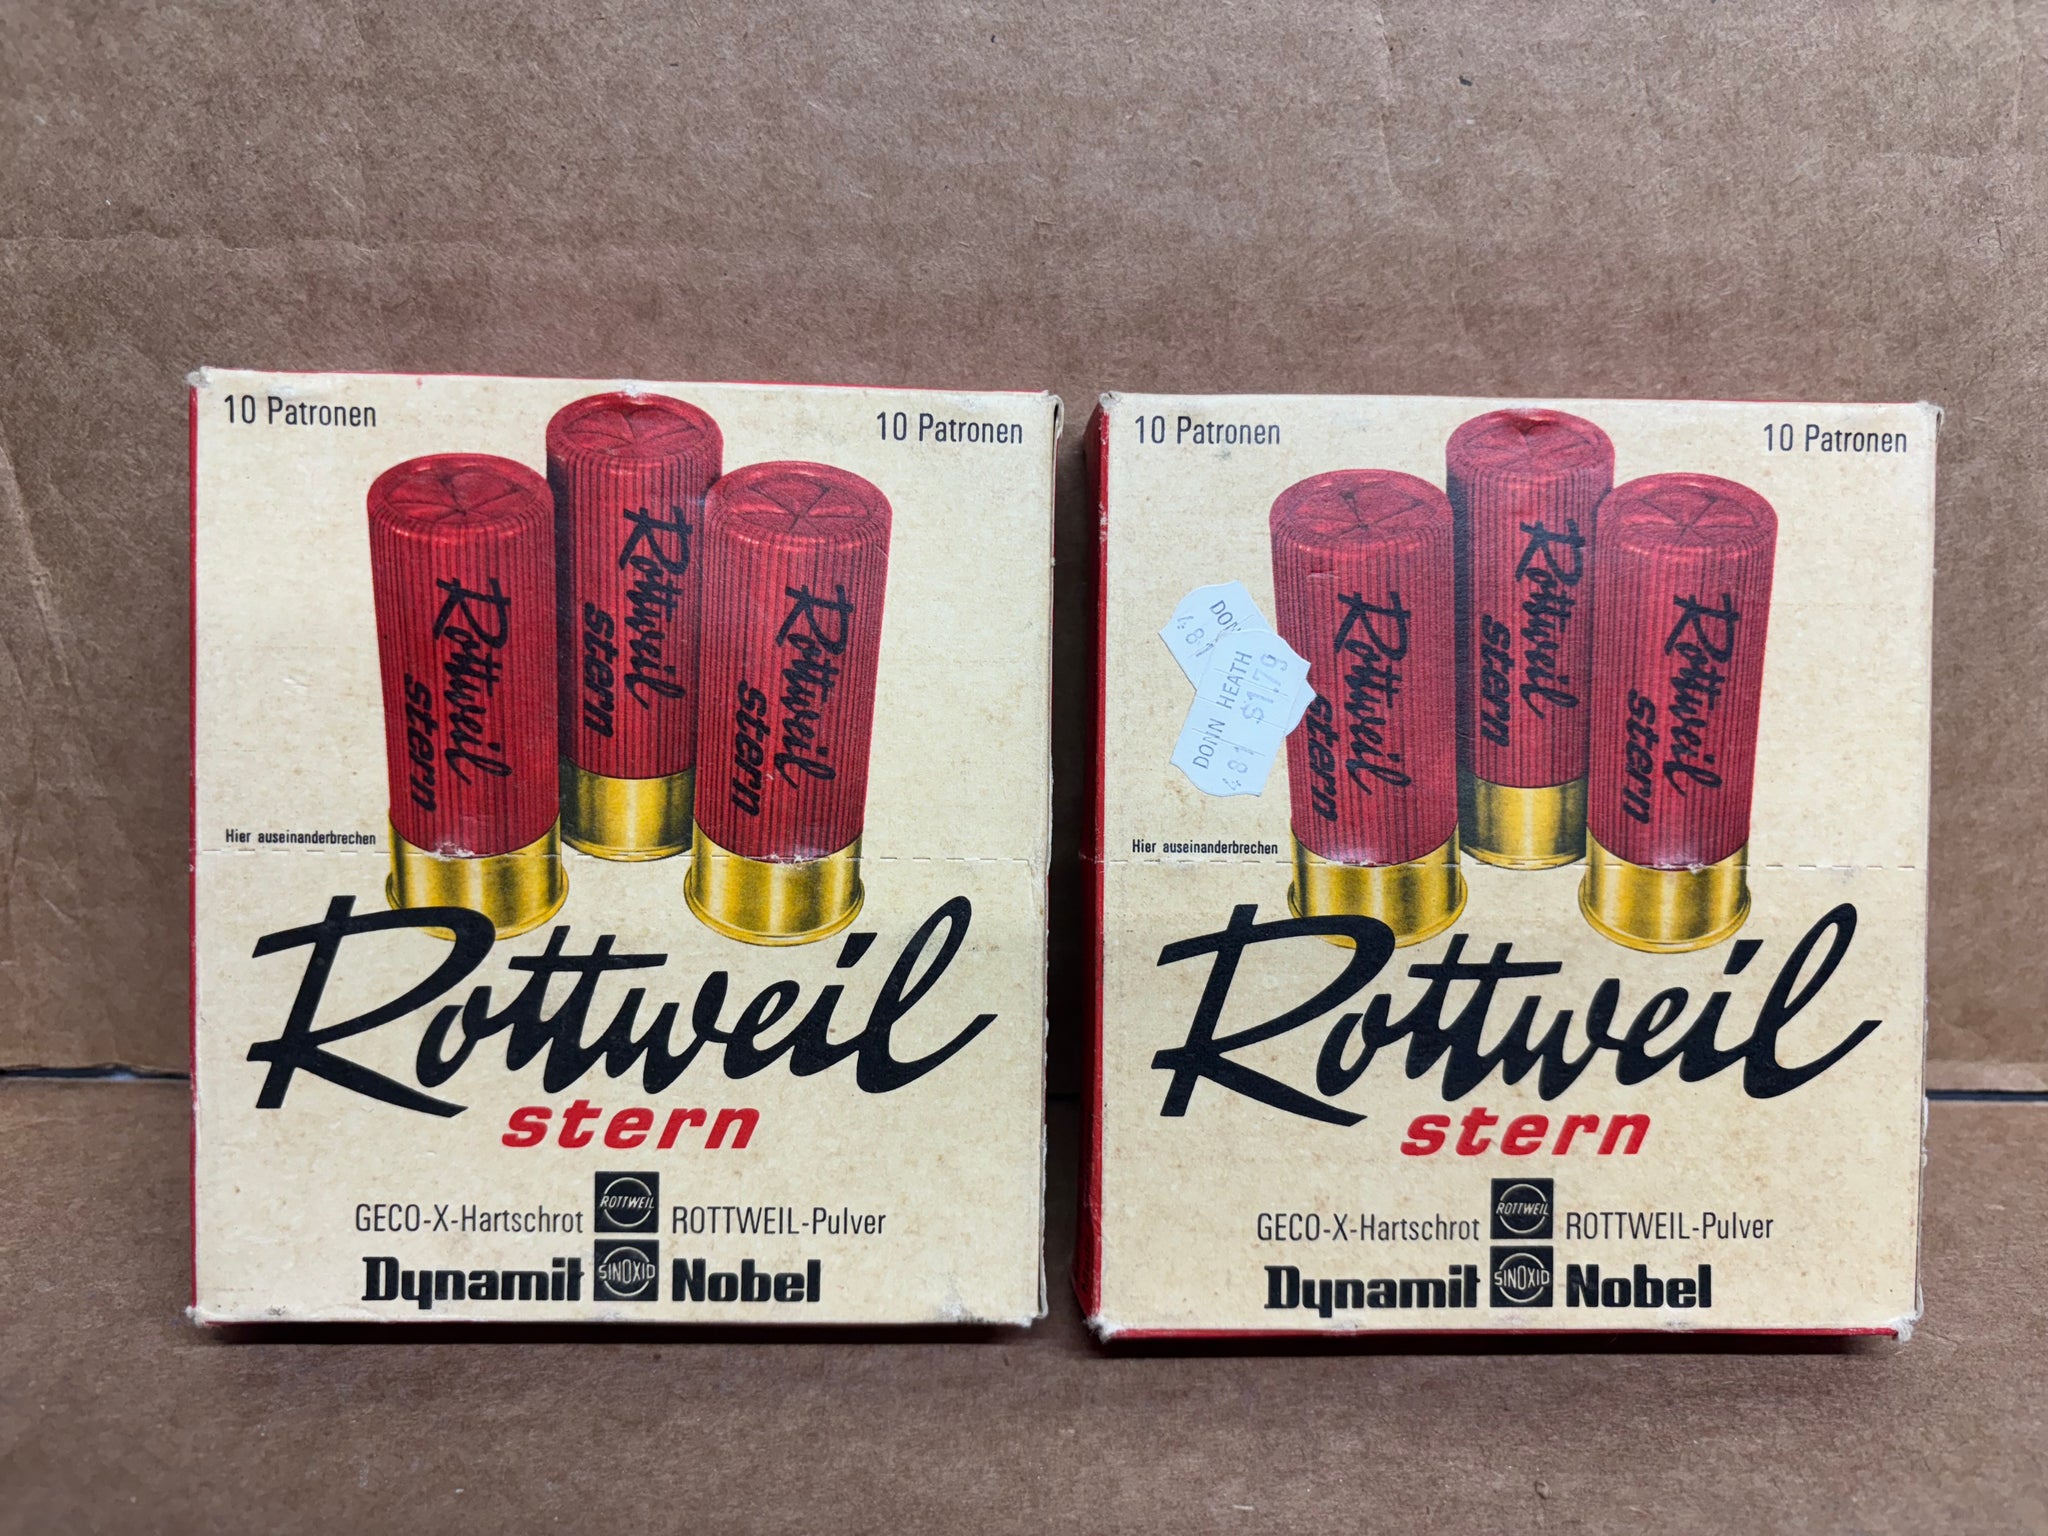 10 Patronen
10 Patronen
Rottweil
stern
Rottweil
stern
Rottweil
stern
Hier auseinanderbrechen
Rottweil
stern
GECO-X-Hartschrot
ROTTWEIL
ROTTWEIL-Pulver
Dynamit
SINOXID
Nobel
10 Patronen
10 Patronen
Rottweil
stern
Rottweil
stern
Rottweil
stern
DONN HEATH
$1.79
Hier auseinanderbrechen
Rottweil
stern
GECO-X-Hartschrot
ROTTWEIL
ROTTWEIL-Pulver
Dynamit
SINOXID
Nobel